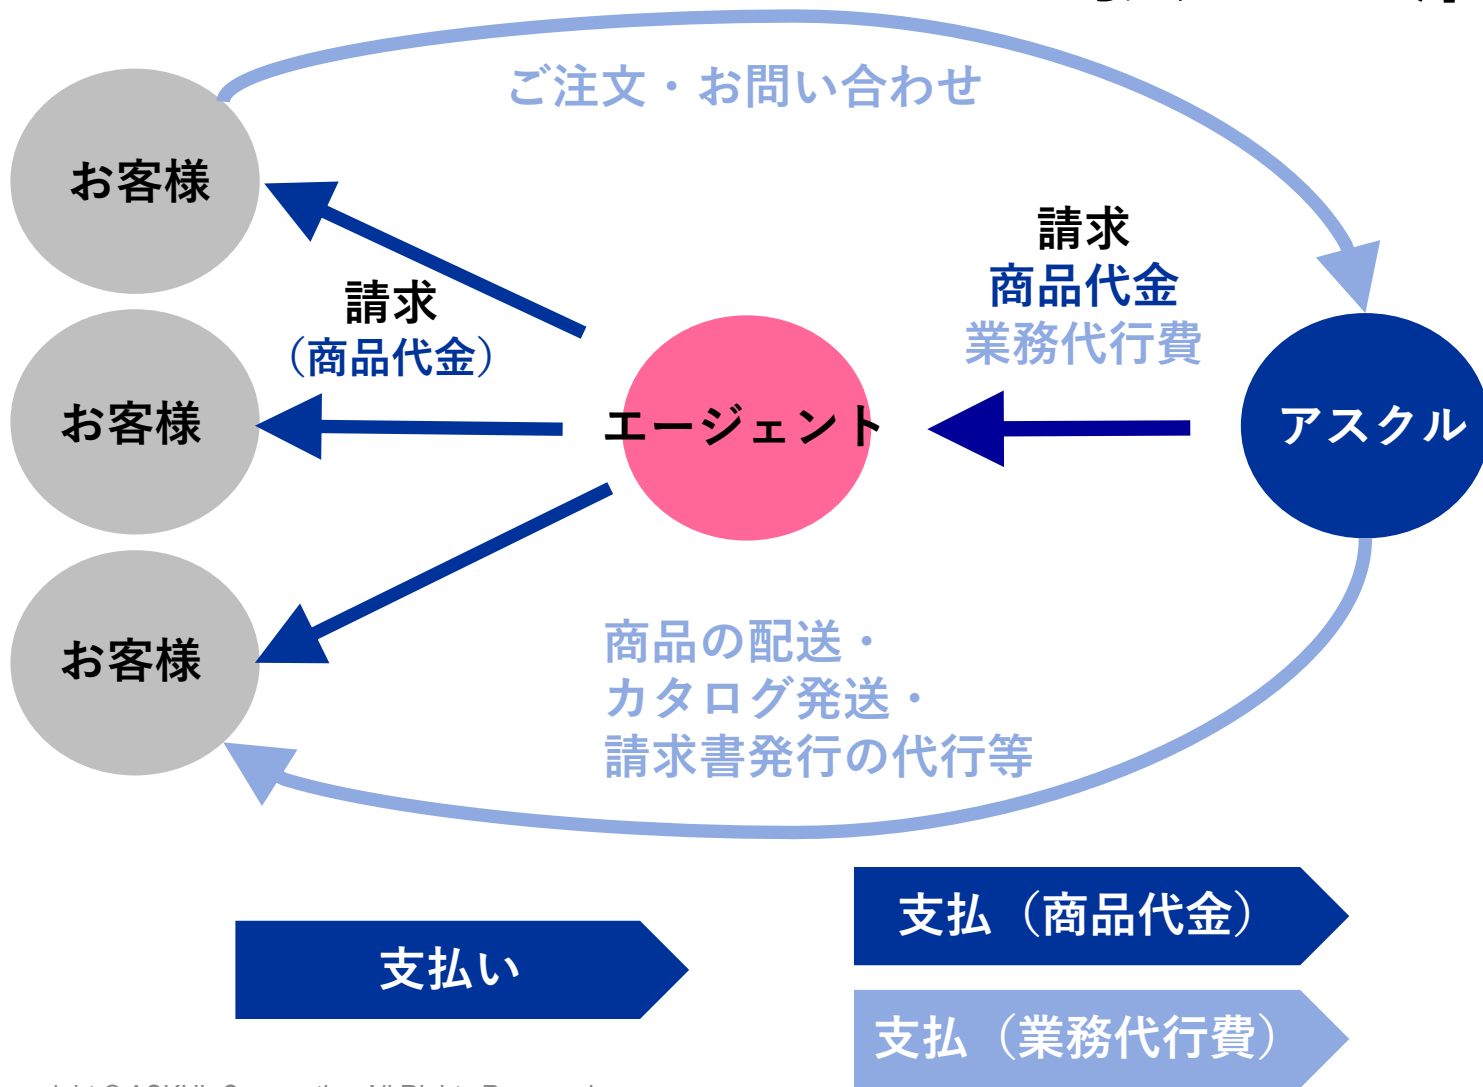 ご注文・お問い合わせ
お客様
請求
（商品代金）
お客様
お客様
エージェント
請求
商品代金
業務代行費
アスクル
商品の配送・
カタログ発送・
請求書発行の代行等
支払い
支払（商品代金）
支払（業務代行費）